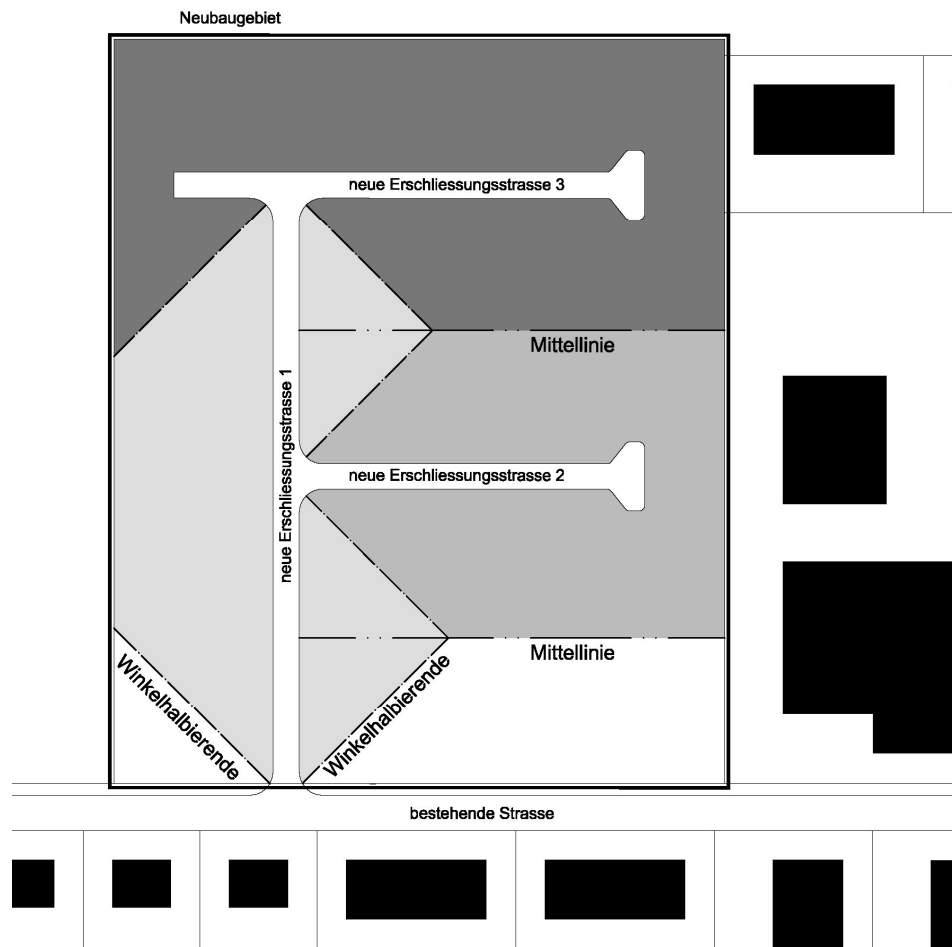 Neubaugebiet
neue Erschliessungsstrasse 3
Mittellinie
neue Erschliessungsstrasse 1
neue Erschliessungsstrasse 2
Mittellinie
Winkelhalbierende
Winkelhalbierende
bestehende Strasse